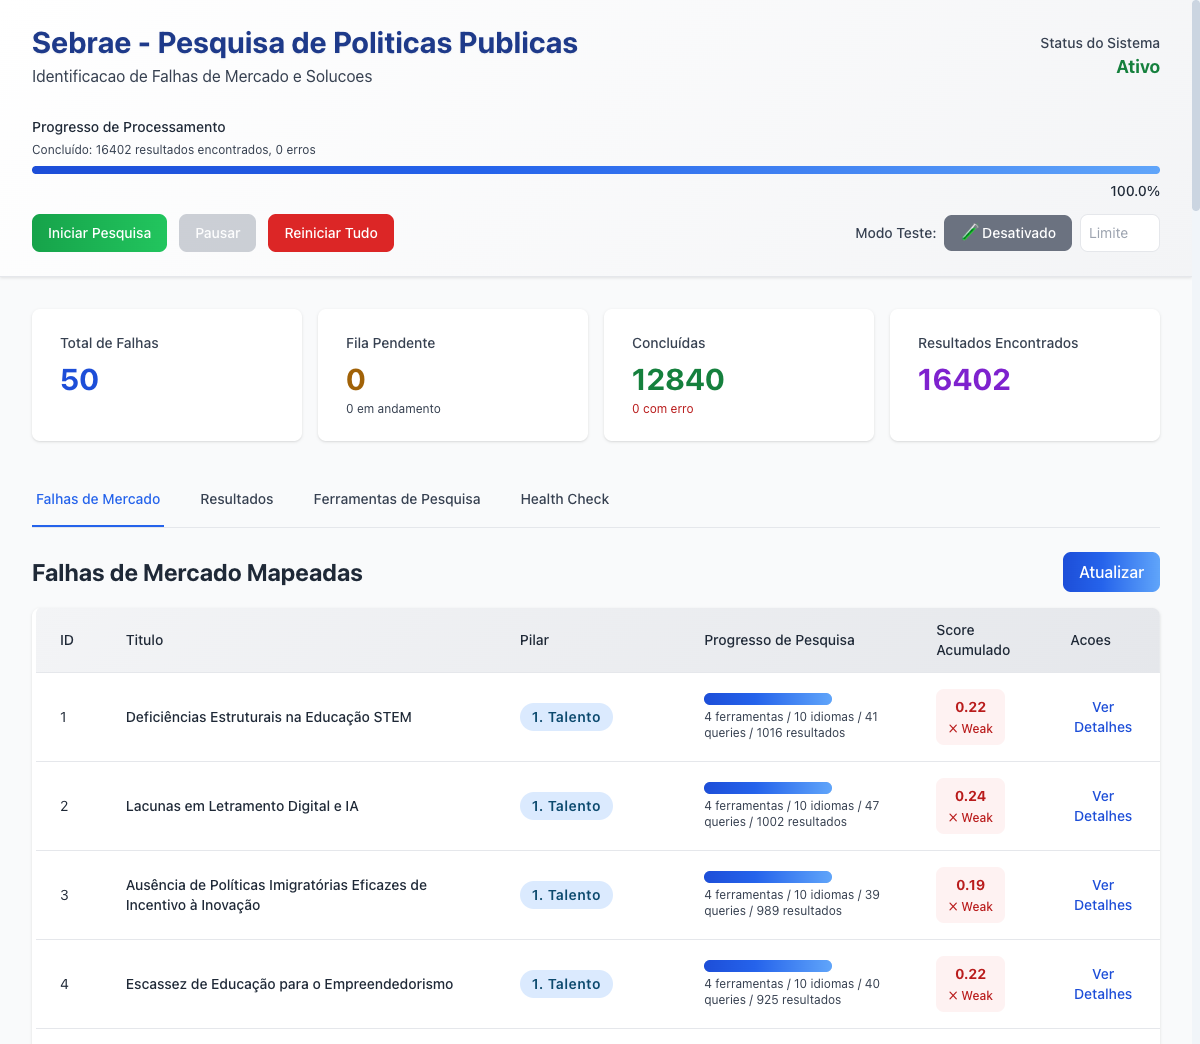 Sebrae - Pesquisa de Politicas Publicas
Identificacao de Falhas de Mercado e Solucoes
Status do Sistema
Ativo
Progresso de Processamento
Concluído: 16402 resultados encontrados, 0 erros
100.0%
Iniciar Pesquisa
Pausar
Reiniciar Tudo
Modo Teste:
Desativado
Limite
Total de Falhas
50
Fila Pendente
0
0 em andamento
Concluídas
12840
0 com erro
Resultados Encontrados
16402
Falhas de Mercado
Resultados
Ferramentas de Pesquisa
Health Check
Falhas de Mercado Mapeadas
Atualizar
ID
Titulo
Pilar
Progresso de Pesquisa
Score
Acumulado
Acoes
1
Deficiências Estruturais na Educação STEM
1. Talento
4 ferramentas / 10 idiomas / 41
queries / 1016 resultados
0.22
✕ Weak
Ver
Detalhes
2
Lacunas em Letramento Digital e IA
1. Talento
4 ferramentas / 10 idiomas / 47
queries / 1002 resultados
0.24
✕ Weak
Ver
Detalhes
3
Ausência de Políticas Imigratórias Eficazes de
Incentivo à Inovação
1. Talento
4 ferramentas / 10 idiomas / 39
queries / 989 resultados
0.19
✕ Weak
Ver
Detalhes
4
Escassez de Educação para o Empreendedorismo
1. Talento
4 ferramentas / 10 idiomas / 40
queries / 925 resultados
0.22
✕ Weak
Ver
Detalhes